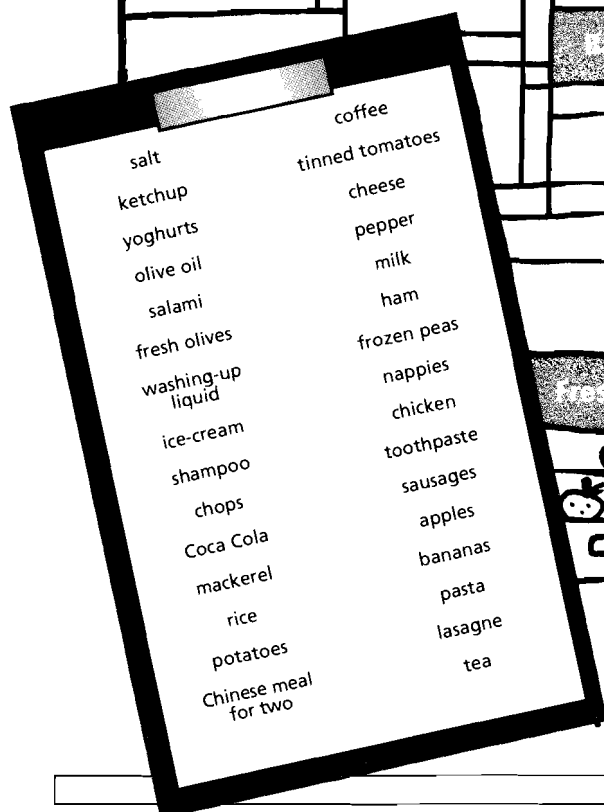 salt
ketchup
yoghurts
olive oil
salami
fresh olives
washing-up
liquid
ice-cream
shampoo
chops
Coca Cola
mackerel
rice
potatoes
Chinese meal
for two
coffee
tinned tomatoes
cheese
pepper
milk
ham
frozen peas
nappies
chicken
toothpaste
sausages
apples
bananas
pasta
lasagne
tea